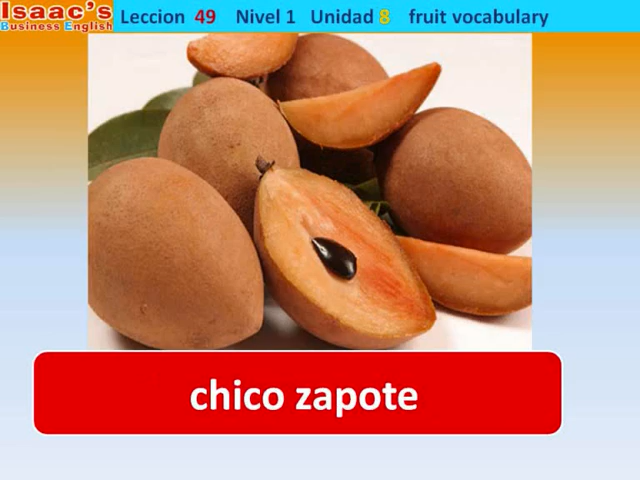 Isaac's
Business English
Leccion 49 Nivel 1 Unidad 8 fruit vocabulary
chico zapote